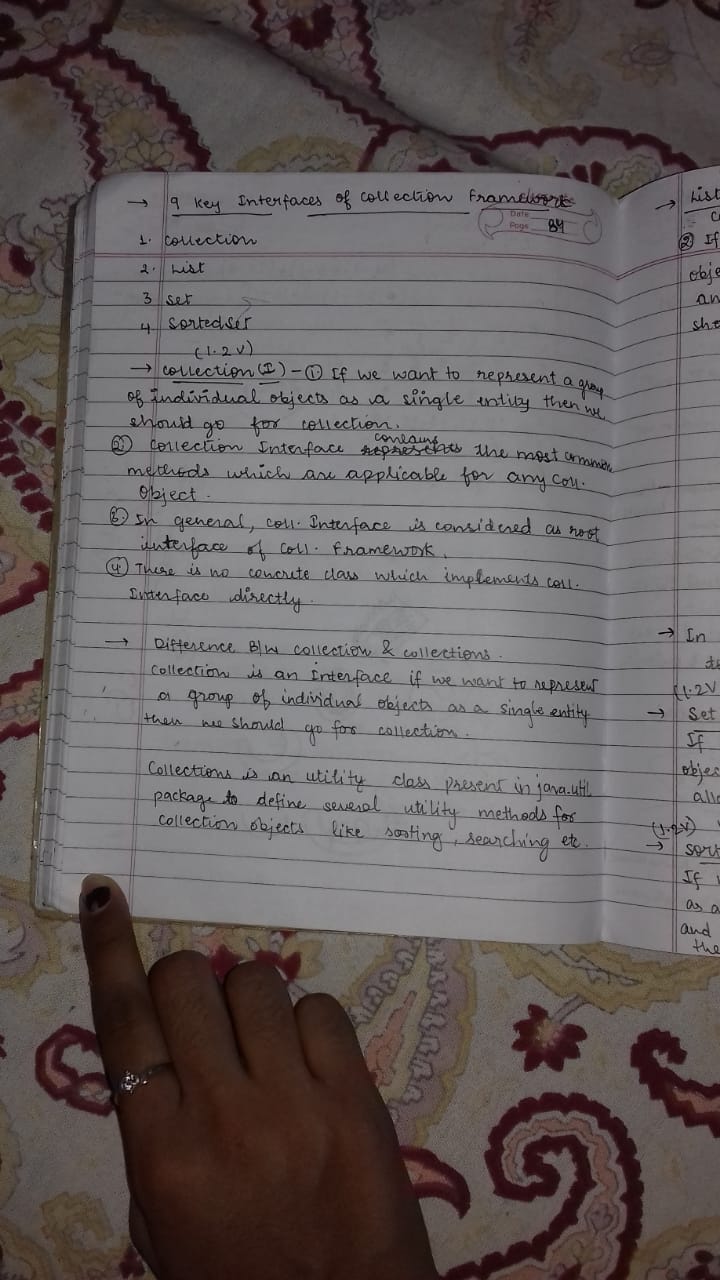 → 9 Key Interfaces of collection Framework
Date
Page 84
1. collection
2. List
3 set
4. sortedset
(1.2 V)
→ collection (I) - ① If we want to represent a group
of individual objects as a single entity then we
should go for collection.
② Collection Interface contains the most common
methods which are applicable for any coll.
Object.
③ In general, coll. Interface is considered as root
interface of coll. framework.
④ There is no concrete class which implements coll.
Interface directly.
→ Difference B/w collection & collections.
Collection is an Interface if we want to represent
a group of individual objects as a single entity
then we should go for collection.
Collections is an utility class present in java.util
package to define several utility methods for
collection objects like sorting, searching etc.
→ List
② If
obje
an
sho
→ In
(1.2V
→ Set
If
objec
allo
(1.2V)
→ sort
If
as a
and
the